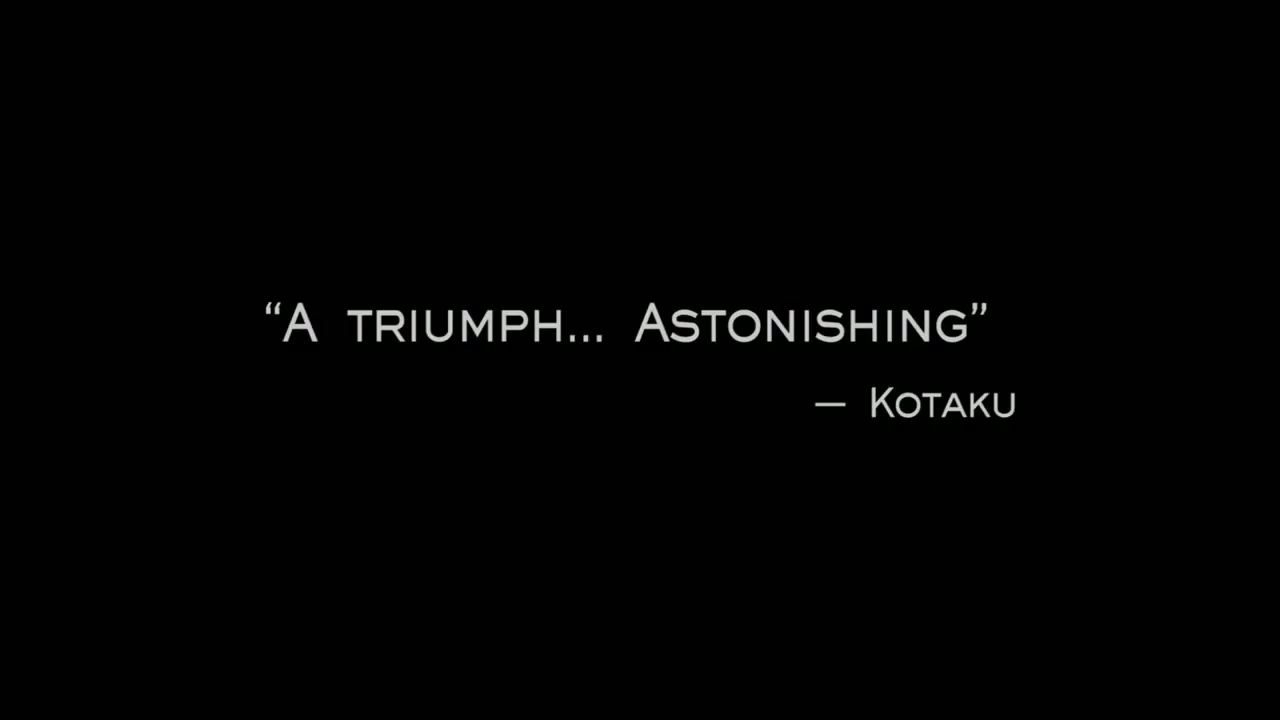 “A TRIUMPH... ASTONISHING”
— KOTAKU